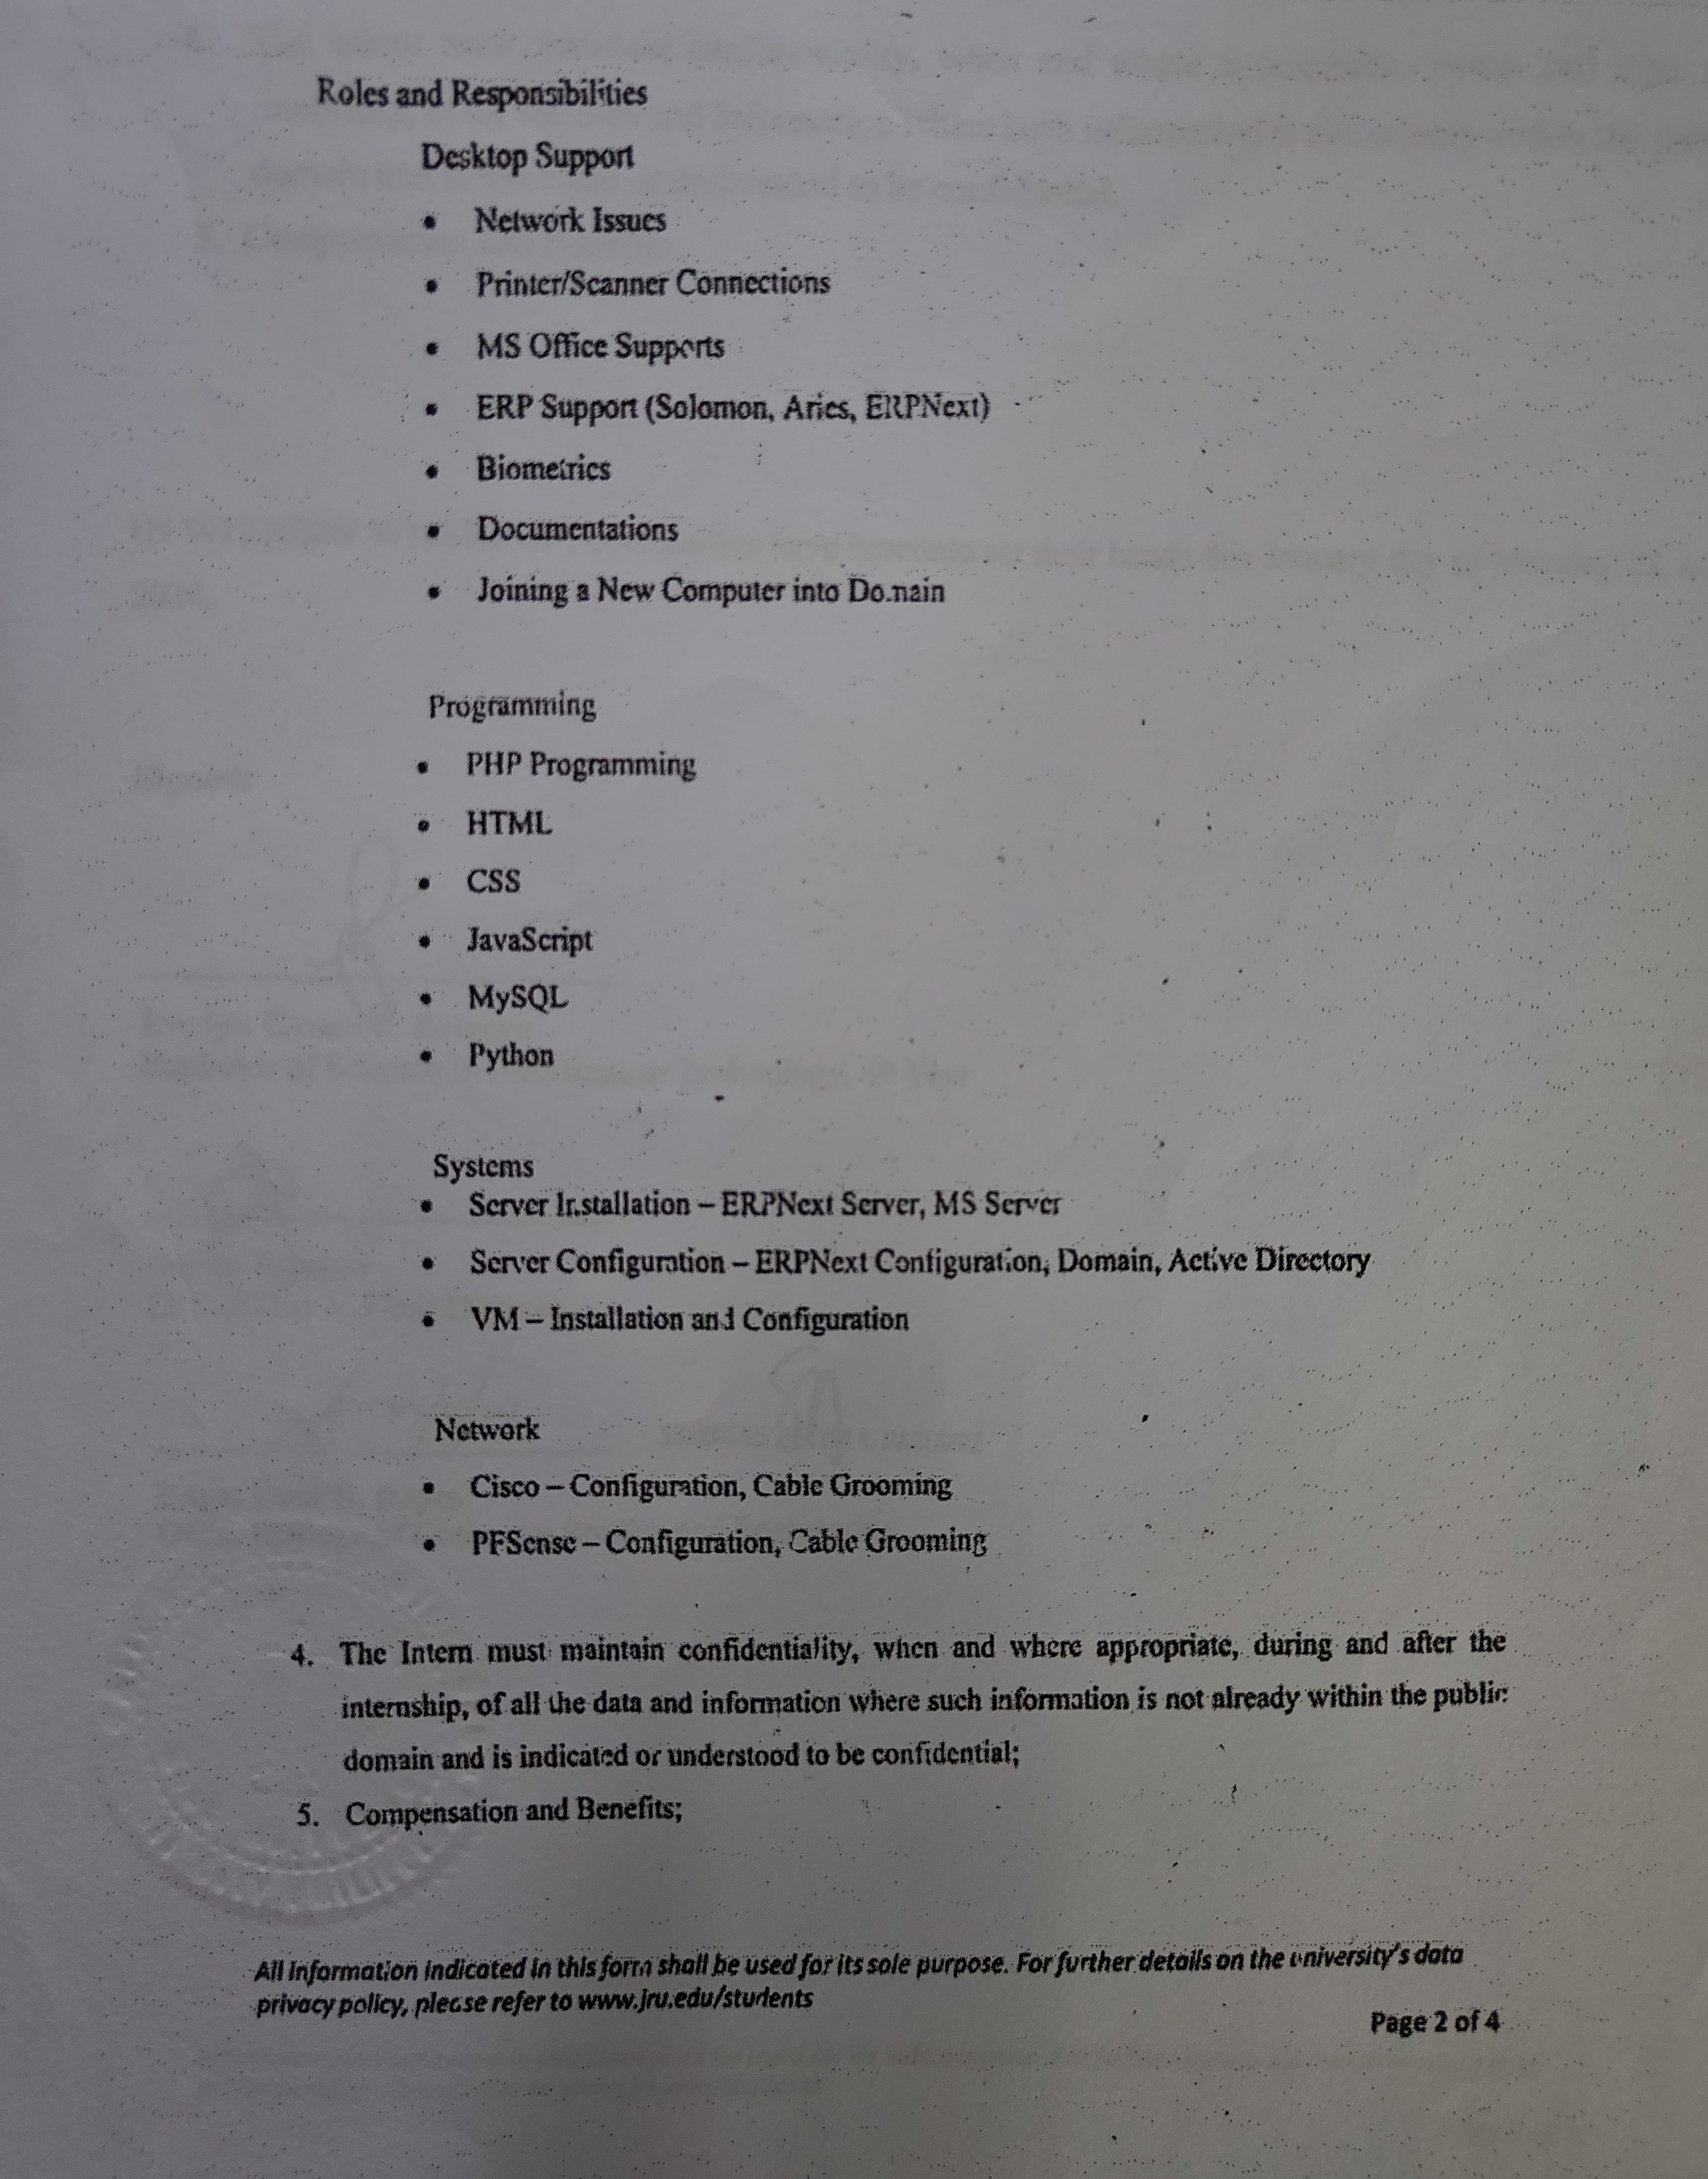 Roles and Responsibilities
Desktop Support
• Network Issues
• Printer/Scanner Connections
• MS Office Supports
• ERP Support (Solomon, Aries, ERPNext)
• Biometrics
• Documentations
• Joining a New Computer into Domain
Programming
• PHP Programming
• HTML
• CSS
• JavaScript
• MySQL
• Python
Systems
• Server Installation – ERPNext Server, MS Server
• Server Configuration – ERPNext Configuration, Domain, Active Directory
• VM – Installation and Configuration
Network
• Cisco – Configuration, Cable Grooming
• PFSense – Configuration, Cable Grooming
4. The Intern must maintain confidentiality, when and where appropriate, during and after the
internship, of all the data and information where such information is not already within the public
domain and is indicated or understood to be confidential;
5. Compensation and Benefits;
All Information indicated in this form shall be used for its sole purpose. For further details on the university's data
privacy policy, please refer to www.jru.edu/students
Page 2 of 4